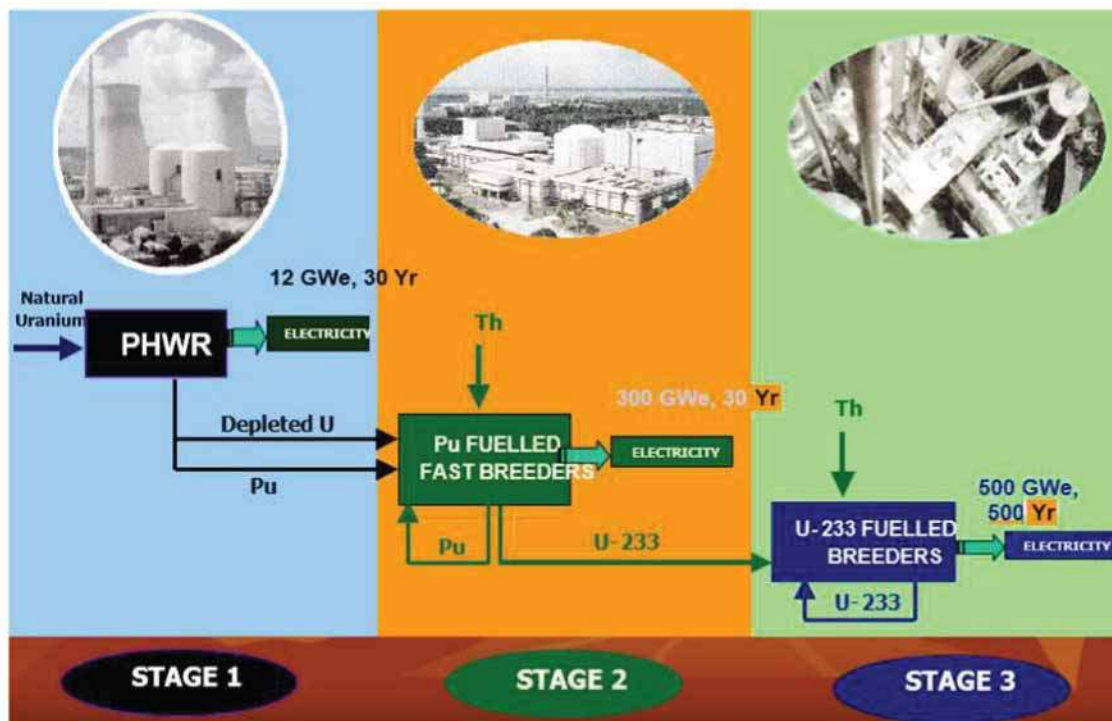 12 GWe, 30 Yr
Natural
Uranium
PHWR
ELECTRICITY
Depleted U
Pu
Th
300 GWe, 30 Yr
Pu FUELLED
FAST BREEDERS
ELECTRICITY
Pu
U-233
Th
500 GWe,
500 Yr
U-233 FUELLED
BREEDERS
ELECTRICITY
U-233
STAGE 1
STAGE 2
STAGE 3